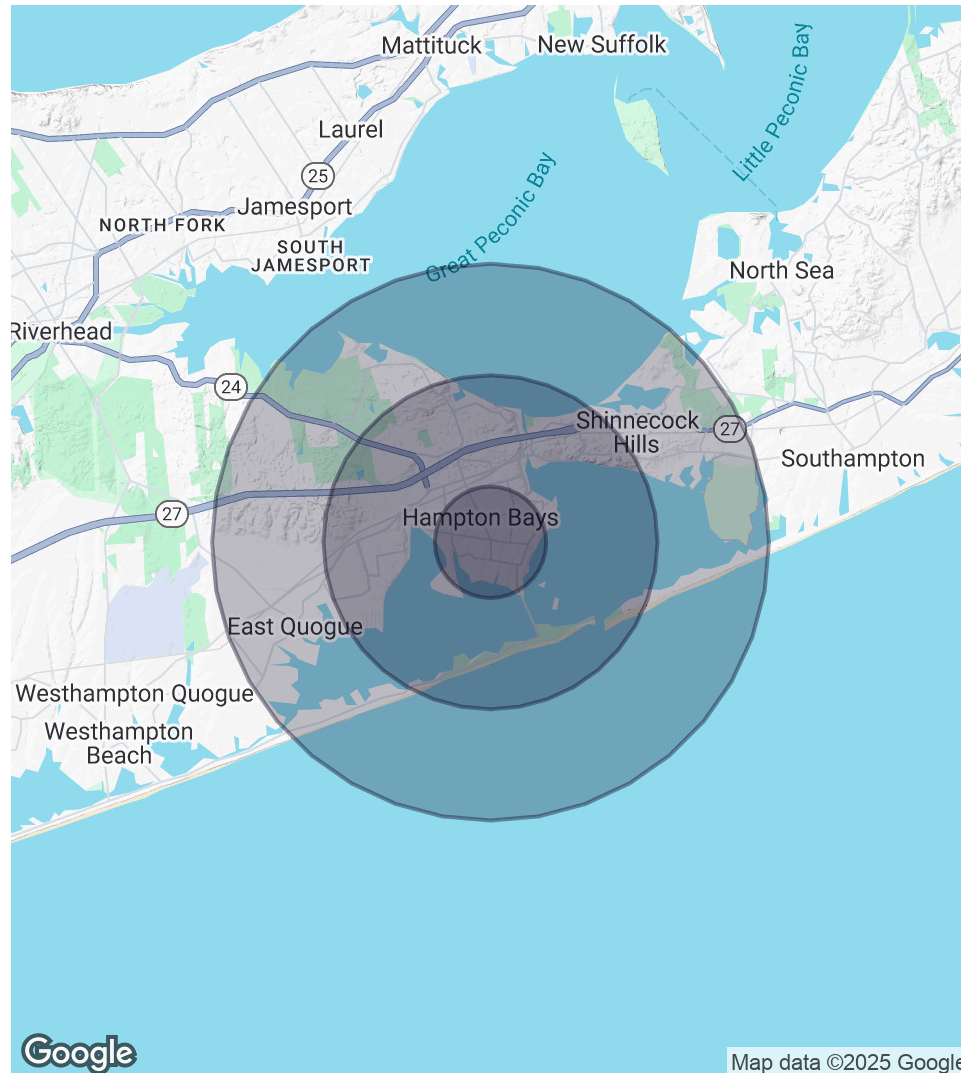 Mattituck
New Suffolk
Little Peconic Bay
Laurel
25
Great Peconic Bay
Jamesport
NORTH FORK
SOUTH
JAMESPORT
North Sea
Riverhead
24
Shinnecock
Hills
27
Southampton
27
Hampton Bays
East Quogue
Westhampton
Quogue
Westhampton
Beach
Google
Map data ©2025 Google